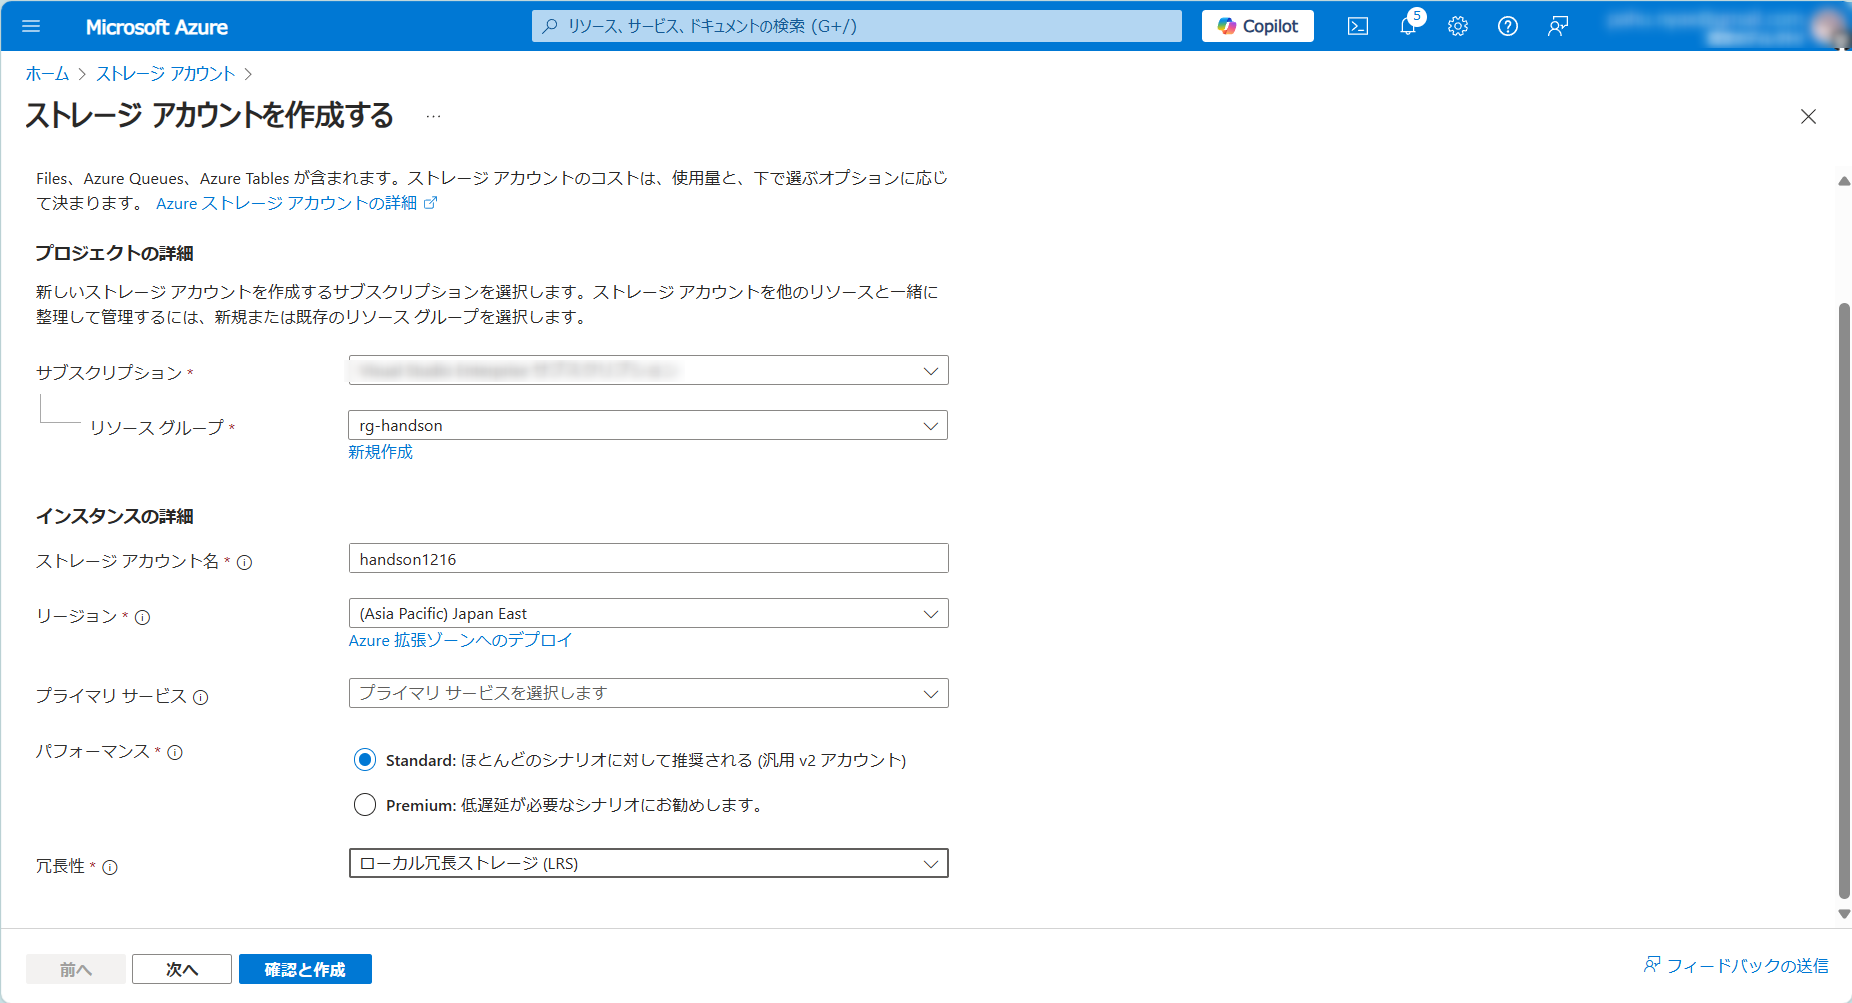 Microsoft Azure
リソース、サービス、ドキュメントの検索 (G+/)
Copilot
5
ホーム
ストレージ アカウント
ストレージ アカウントを作成する
…
Files、Azure Queues、Azure Tables が含まれます。ストレージ アカウントのコストは、使用量と、下で選ぶオプションに応じ
て決まります。 Azure ストレージ アカウントの詳細
プロジェクトの詳細
新しいストレージ アカウントを作成するサブスクリプションを選択します。ストレージ アカウントを他のリソースと一緒に
整理して管理するには、新規または既存のリソース グループを選択します。
サブスクリプション *
リソース グループ *
rg-handson
新規作成
インスタンスの詳細
ストレージ アカウント名 *
handson1216
リージョン *
(Asia Pacific) Japan East
Azure 拡張ゾーンへのデプロイ
プライマリ サービス
プライマリ サービスを選択します
パフォーマンス *
Standard: ほとんどのシナリオに対して推奨される (汎用 v2 アカウント)
Premium: 低遅延が必要なシナリオにお勧めします。
冗長性 *
ローカル冗長ストレージ (LRS)
前へ
次へ
確認と作成
フィードバックの送信